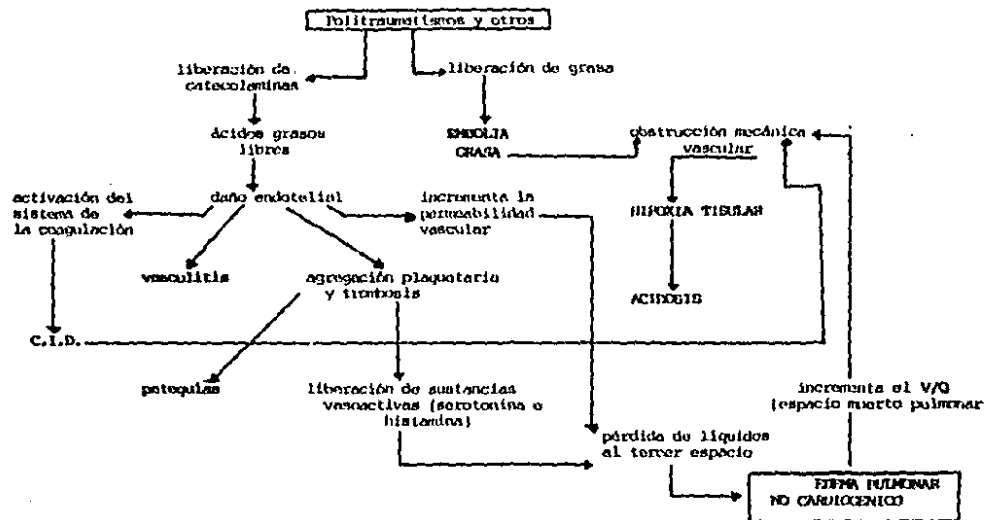 Politraumatismos y otros
liberación de
catecolaminas
liberación de grasa
ácidos grasos
libres
EMBOLIA
GRASA
obstrucción mecánica
vascular
activación del
sistema de
la coagulación
daño endotelial
incrementa la
permeabilidad
vascular
HIPOXIA TISULAR
vasculitis
agregación plaquetaria
y trombosis
ACIDOSIS
C.I.D.
petequias
liberación de sustancias
vasoactivas (serotonina e
histamina)
incrementa el V/Q
(espacio muerto pulmonar
pérdida de líquidos
al tercer espacio
EDEMA PULMONAR
NO CARDIOGENICO